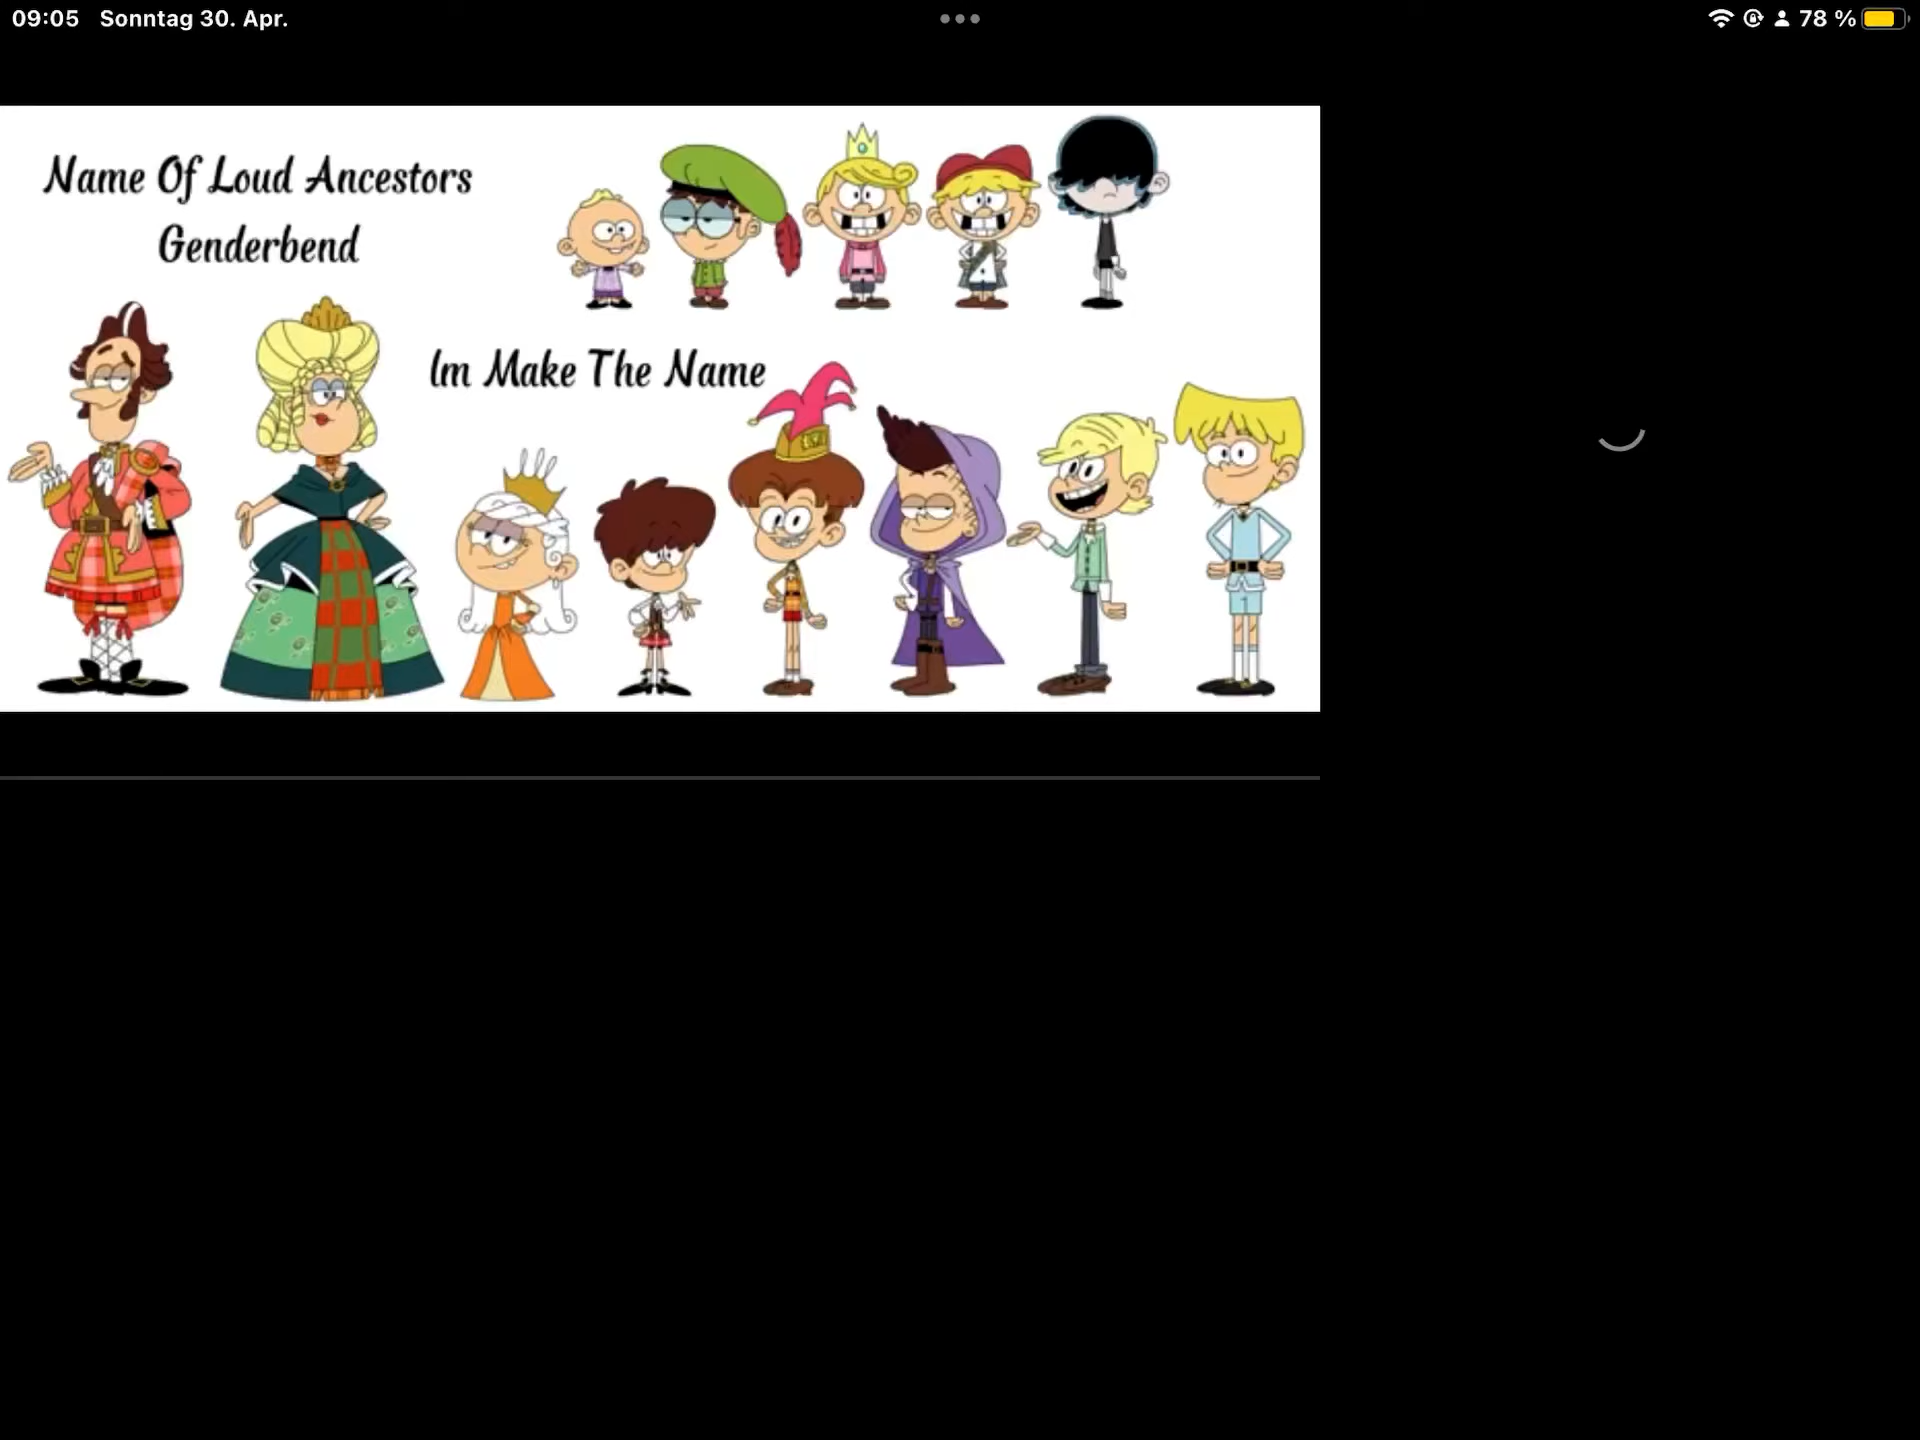 09:05 Sonntag 30. Apr.
78 %
Name Of Loud Ancestors
Genderbend
Im Make The Name